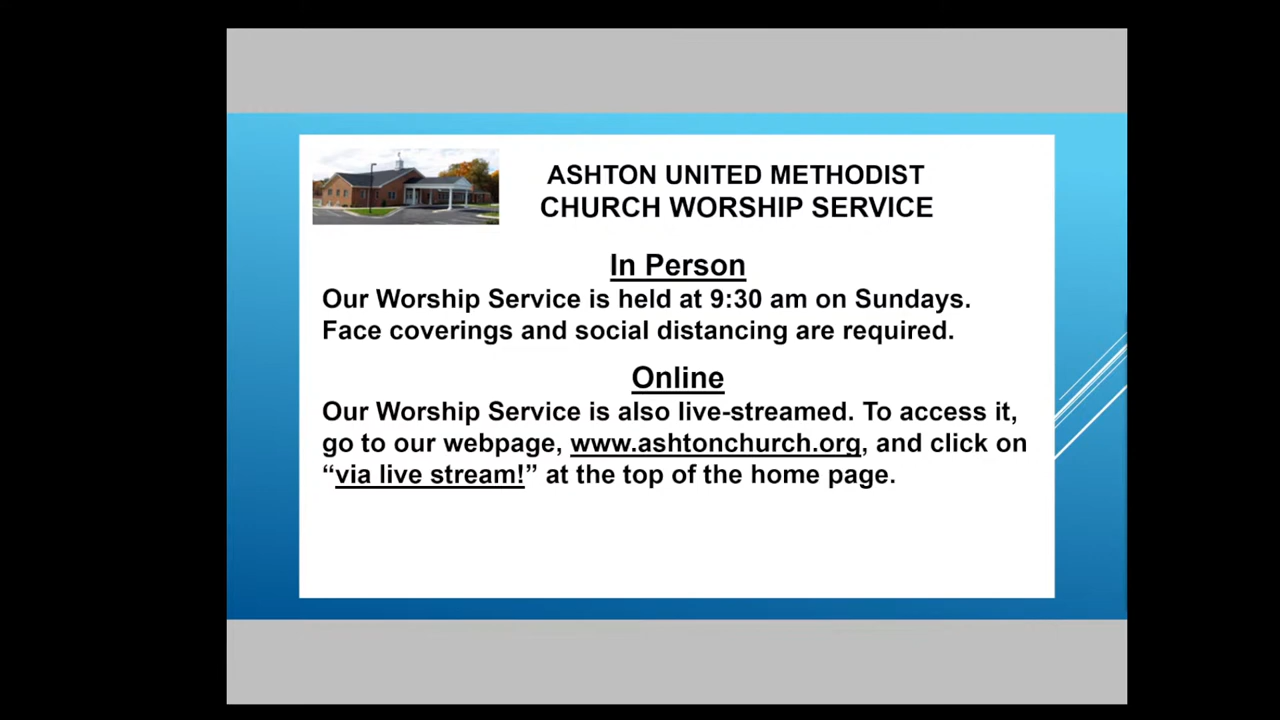 ASHTON UNITED METHODIST
CHURCH WORSHIP SERVICE
In Person
Our Worship Service is held at 9:30 am on Sundays.
Face coverings and social distancing are required.
Online
Our Worship Service is also live-streamed. To access it,
go to our webpage, www.ashtonchurch.org, and click on
“via live stream!” at the top of the home page.